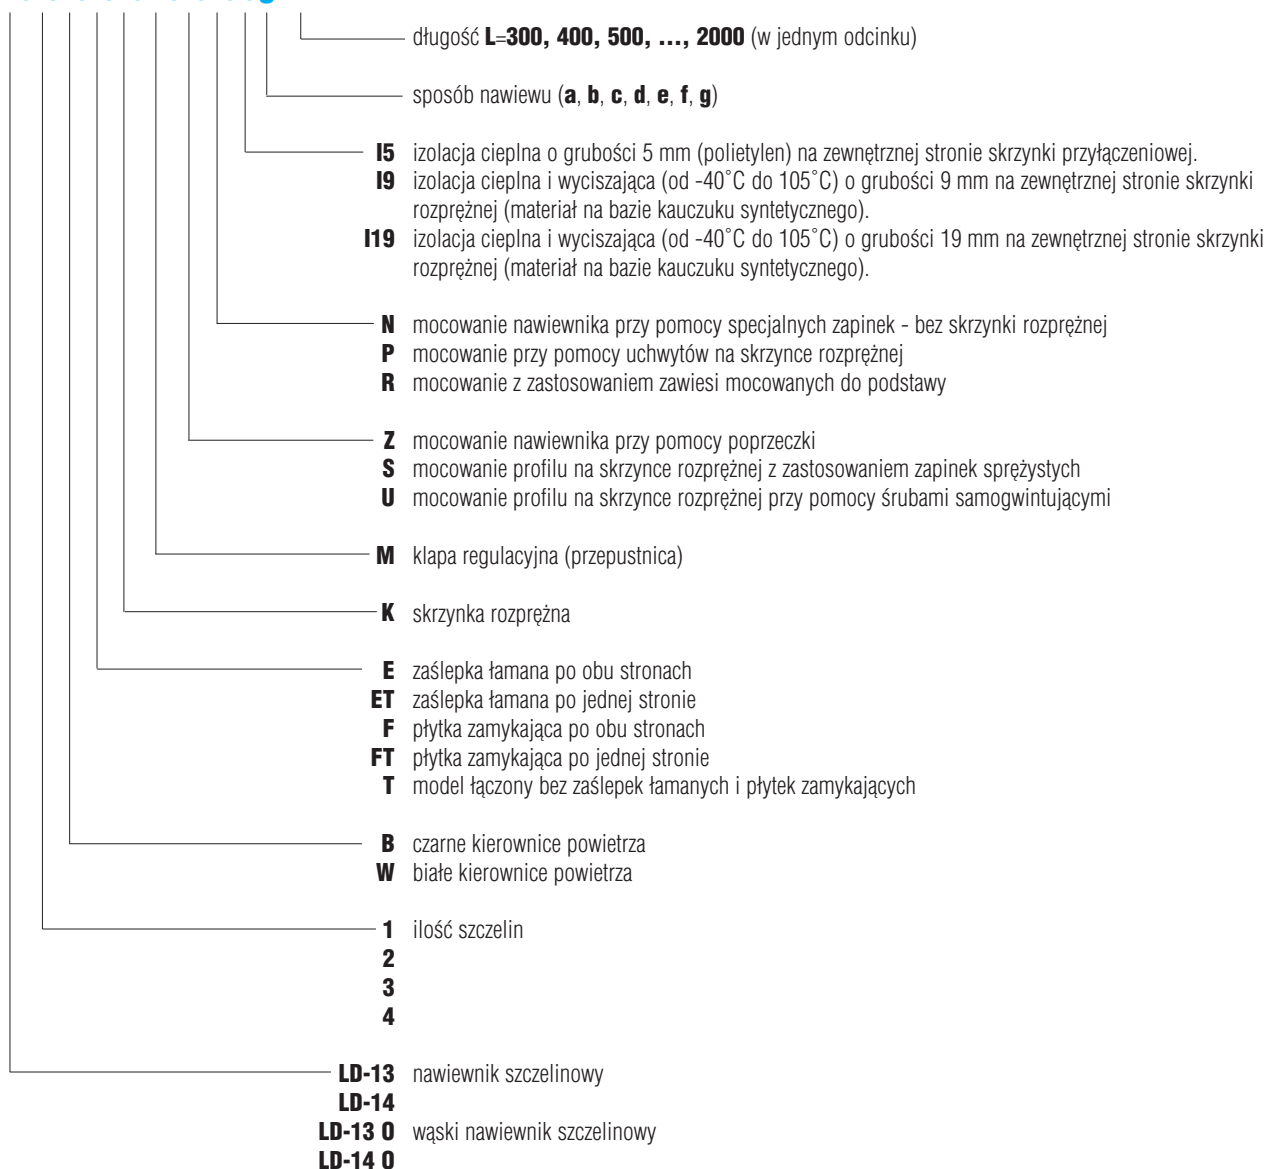 długość L=300, 400, 500, ..., 2000 (w jednym odcinku)
sposób nawiewu (a, b, c, d, e, f, g)
I5 izolacja cieplna o grubości 5 mm (polietylen) na zewnętrznej stronie skrzynki przyłączeniowej.
I9 izolacja cieplna i wyciszająca (od -40˚C do 105˚C) o grubości 9 mm na zewnętrznej stronie skrzynki
rozprężnej (materiał na bazie kauczuku syntetycznego).
I19 izolacja cieplna i wyciszająca (od -40˚C do 105˚C) o grubości 19 mm na zewnętrznej stronie skrzynki
rozprężnej (materiał na bazie kauczuku syntetycznego).
N mocowanie nawiewnika przy pomocy specjalnych zapinek - bez skrzynki rozprężnej
P mocowanie przy pomocy uchwytów na skrzynce rozprężnej
R mocowanie z zastosowaniem zawiesi mocowanych do podstawy
Z mocowanie nawiewnika przy pomocy poprzeczki
S mocowanie profilu na skrzynce rozprężnej z zastosowaniem zapinek sprężystych
U mocowanie profilu na skrzynce rozprężnej przy pomocy śrubami samogwintującymi
M klapa regulacyjna (przepustnica)
K skrzynka rozprężna
E zaślepka łamana po obu stronach
ET zaślepka łamana po jednej stronie
F płytka zamykająca po obu stronach
FT płytka zamykająca po jednej stronie
T model łączony bez zaślepek łamanych i płytek zamykających
B czarne kierownice powietrza
W białe kierownice powietrza
1 ilość szczelin
2
3
4
LD-13 nawiewnik szczelinowy
LD-14
LD-13 O wąski nawiewnik szczelinowy
LD-14 O